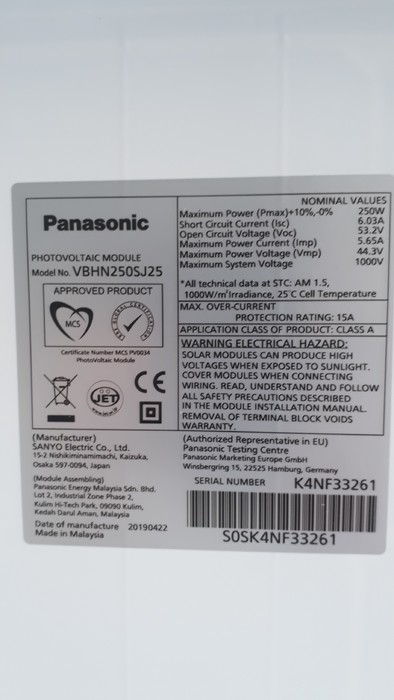 Panasonic
PHOTOVOLTAIC MODULE
Model No. VBHN250SJ25
APPROVED PRODUCT
MCS
Certificate Number MCS PV0034
Photovoltaic Module
CE
JET
NOMINAL VALUES
Maximum Power (Pmax)+10%,-0% 250W
Short Circuit Current (Isc) 6.03A
Open Circuit Voltage (Voc) 53.2V
Maximum Power Current (Imp) 5.65A
Maximum Power Voltage (Vmp) 44.3V
Maximum System Voltage 1000V
*All technical data at STC: AM 1.5,
1000W/m² Irradiance, 25°C Cell Temperature
MAX. OVER-CURRENT
PROTECTION RATING: 15A
APPLICATION CLASS OF PRODUCT: CLASS A
WARNING ELECTRICAL HAZARD:
SOLAR MODULES CAN PRODUCE HIGH
VOLTAGES WHEN EXPOSED TO SUNLIGHT.
COVER MODULES WHEN CONNECTING
WIRING. READ, UNDERSTAND AND FOLLOW
ALL SAFETY PRECAUTIONS DESCRIBED
IN THE MODULE INSTALLATION MANUAL.
REMOVAL OF TERMINAL BLOCK VOIDS
WARRANTY.
(Manufacturer)
SANYO Electric Co., Ltd.
15-2 Nishikiminamimachi, Kaizuka,
Osaka 597-0094, Japan
(Module Assembling)
Panasonic Energy Malaysia Sdn. Bhd.
Lot 2, Industrial Zone Phase 2,
Kulim Hi-Tech Park, 09090 Kulim,
Kedah Darul Aman, Malaysia
Date of manufacture 20190422
Made in Malaysia
(Authorized Representative in EU)
Panasonic Testing Centre
Panasonic Marketing Europe GmbH
Winsbergring 15, 22525 Hamburg, Germany
SERIAL NUMBER K4NF33261
S0SK4NF33261